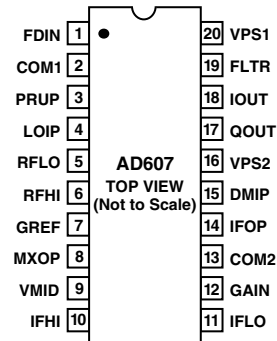 FDIN 1 20 VPS1
COM1 2 19 FLTR
PRUP 3 18 IOUT
LOIP 4 17 QOUT
RFLO 5 AD607 16 VPS2
RFHI 6 TOP VIEW 15 DMIP
(Not to Scale)
GREF 7 14 IFOP
MXOP 8 13 COM2
VMID 9 12 GAIN
IFHI 10 11 IFLO